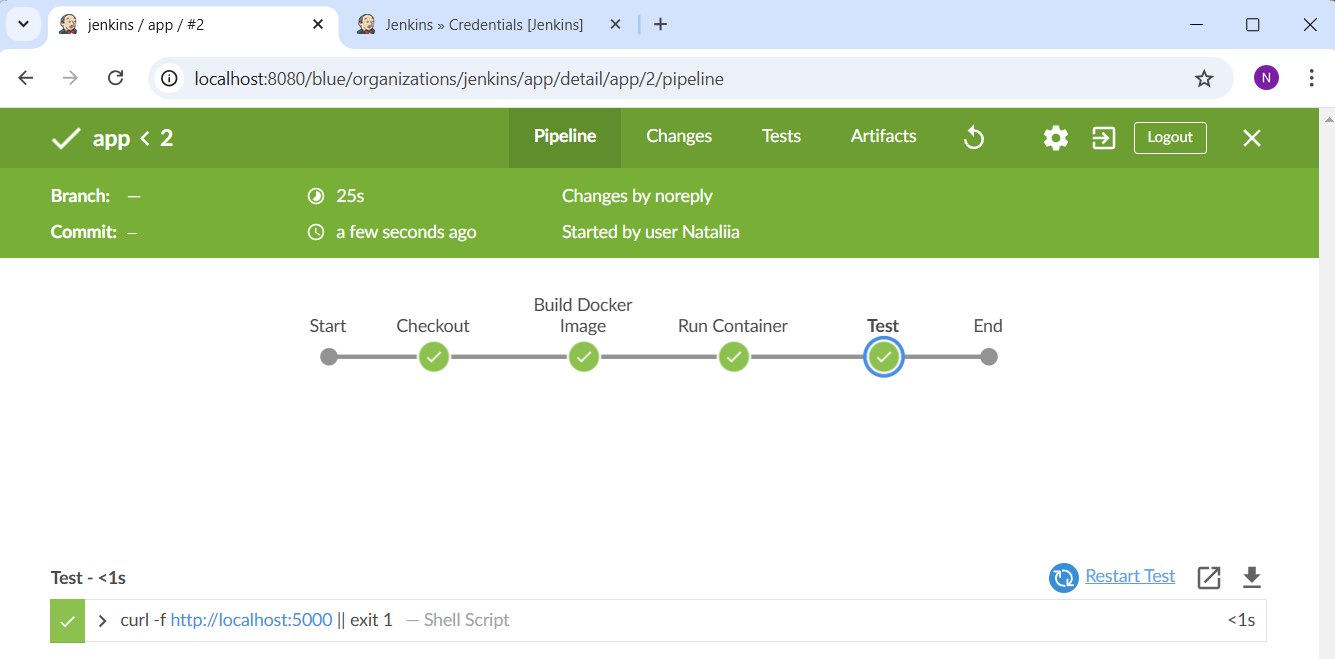 jenkins / app / #2
Jenkins » Credentials [Jenkins]
localhost:8080/blue/organizations/jenkins/app/detail/app/2/pipeline
N
app < 2
Pipeline
Changes
Tests
Artifacts
Logout
Branch: —
25s
Changes by noreply
Commit: –
a few seconds ago
Started by user Nataliia
Start
Checkout
Build Docker
Image
Run Container
Test
End
Test - <1s
Restart Test
curl -f http://localhost:5000 || exit 1 — Shell Script
<1s